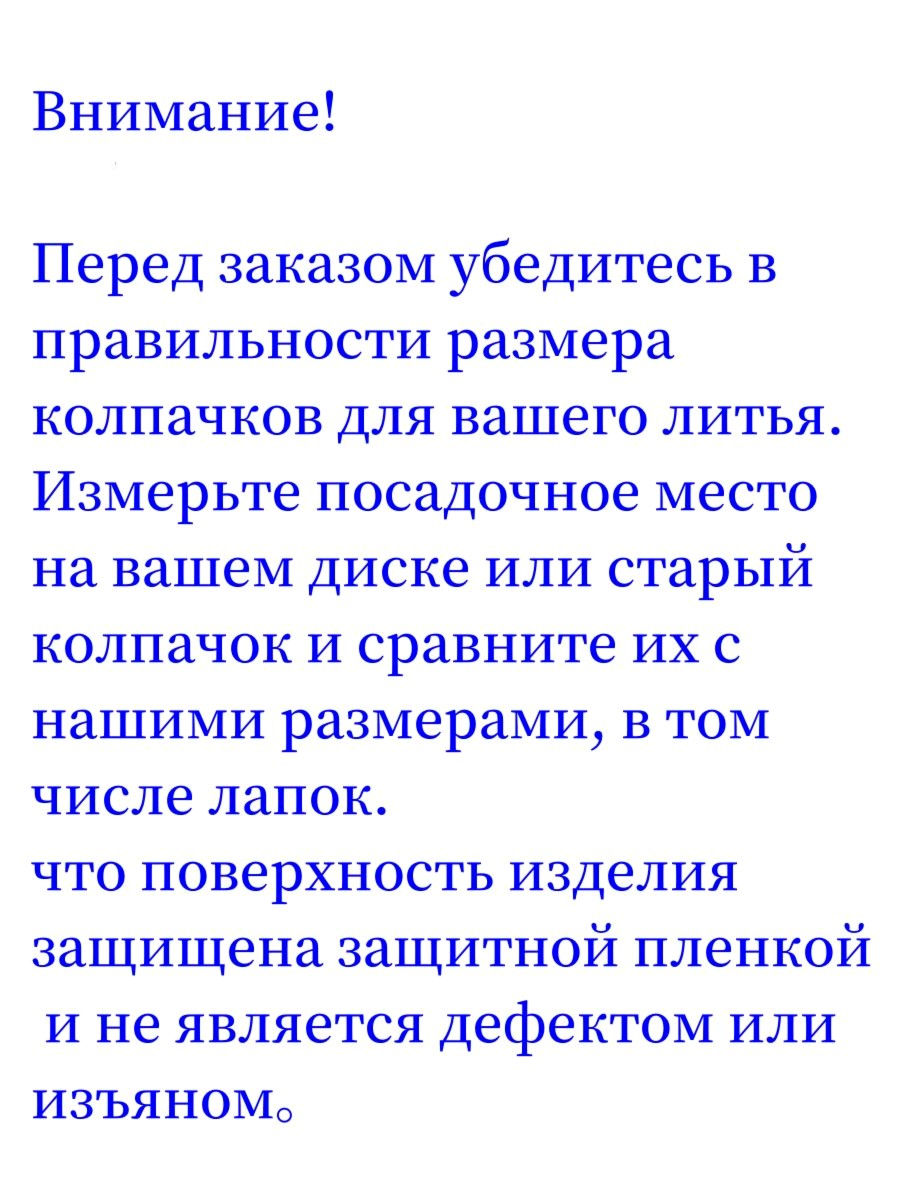 Внимание!
Перед заказом убедитесь в
правильности размера
колпачков для вашего литья.
Измерьте посадочное место
на вашем диске или старый
колпачок и сравните их с
нашими размерами, в том
числе лапок.
что поверхность изделия
защищена защитной пленкой
и не является дефектом или
изъяном。